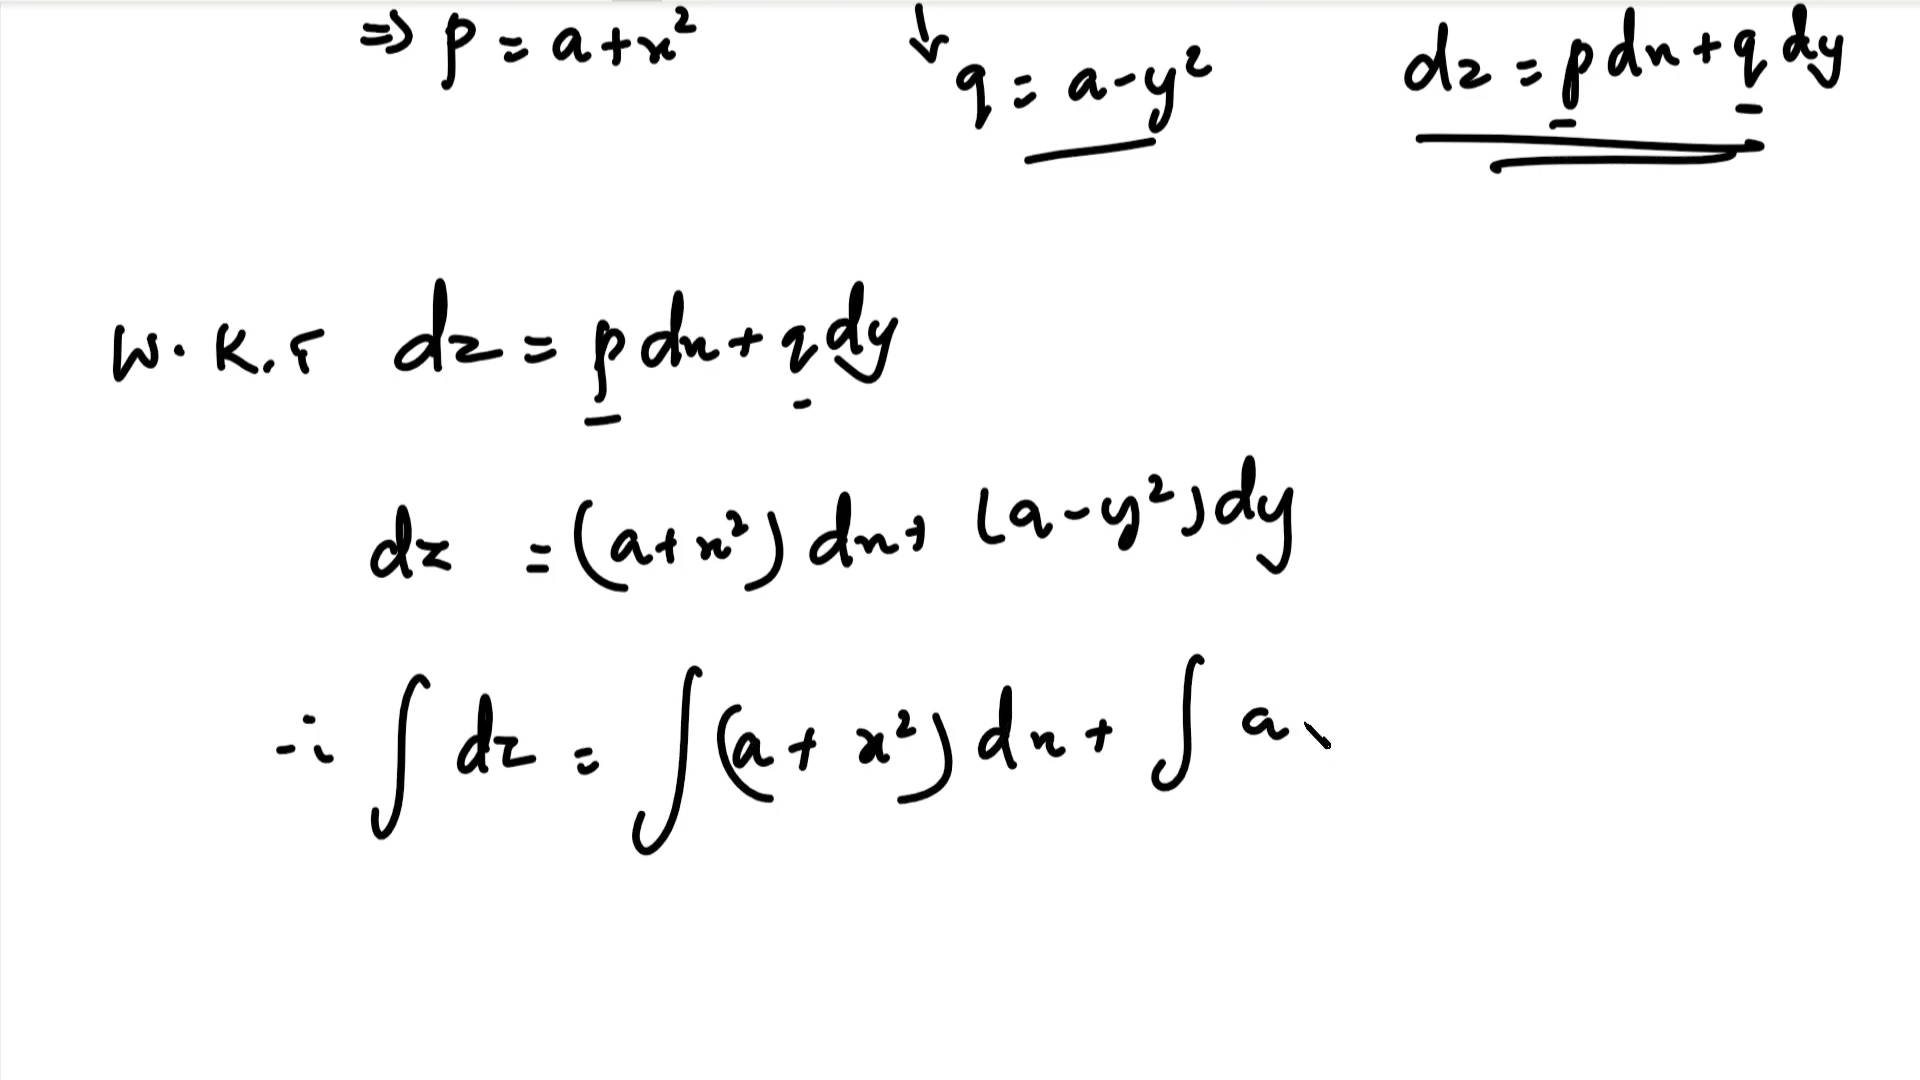 ⇒ p = a+x² ↓ q = a-y² dz = p dx + q dy
W.K.T dz = p dx + q dy
dz = (a+x²) dx + (a-y²) dy
∴ ∫ dz = ∫(a + x²) dx + ∫ a